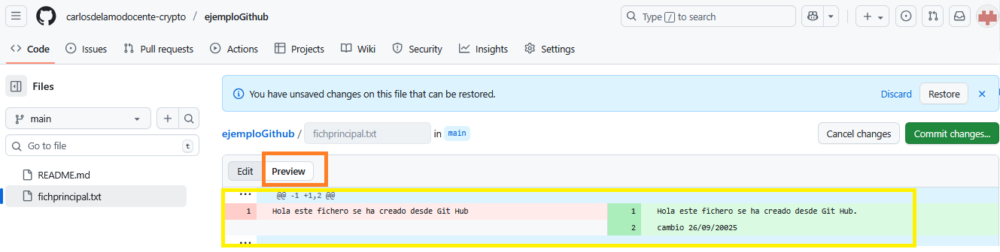 carlosdelamodocente-crypto / ejemploGithub Type / to search
Code Issues Pull requests Actions Projects Wiki Security Insights Settings
Files
You have unsaved changes on this file that can be restored. Discard Restore
main
ejemploGithub / fichprincipal.txt in main Cancel changes Commit changes...
Go to file t
Edit Preview
README.md
fichprincipal.txt
@@ -1 +1,2 @@
1 Hola este fichero se ha creado desde Git Hub 1 Hola este fichero se ha creado desde Git Hub.
2 cambio 26/09/20025